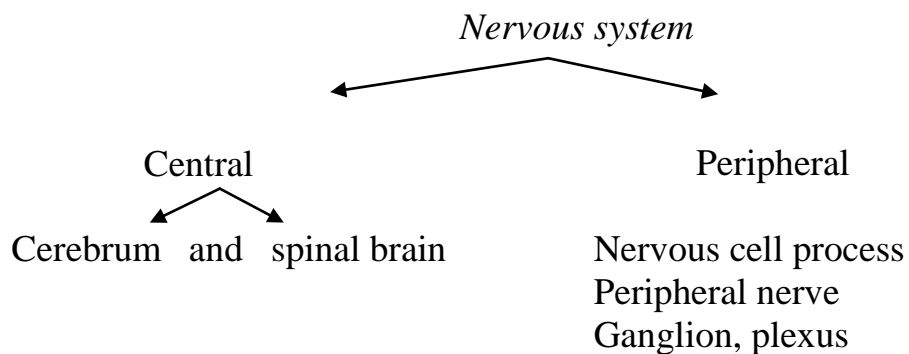 Nervous system
Central
Peripheral
Cerebrum and spinal brain
Nervous cell process
Peripheral nerve
Ganglion, plexus